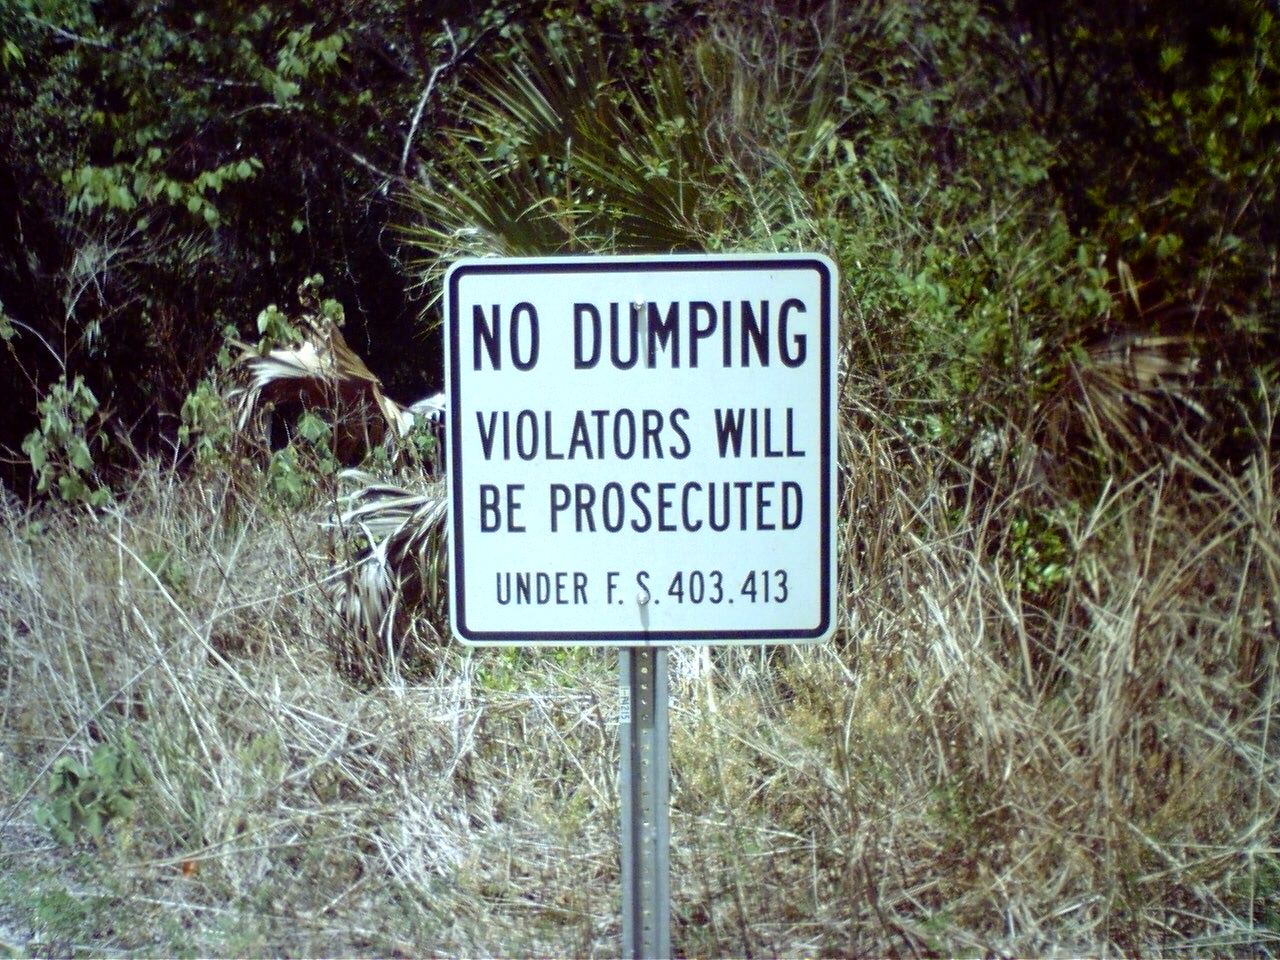 NO DUMPING
VIOLATORS WILL
BE PROSECUTED
UNDER F. S. 403.413